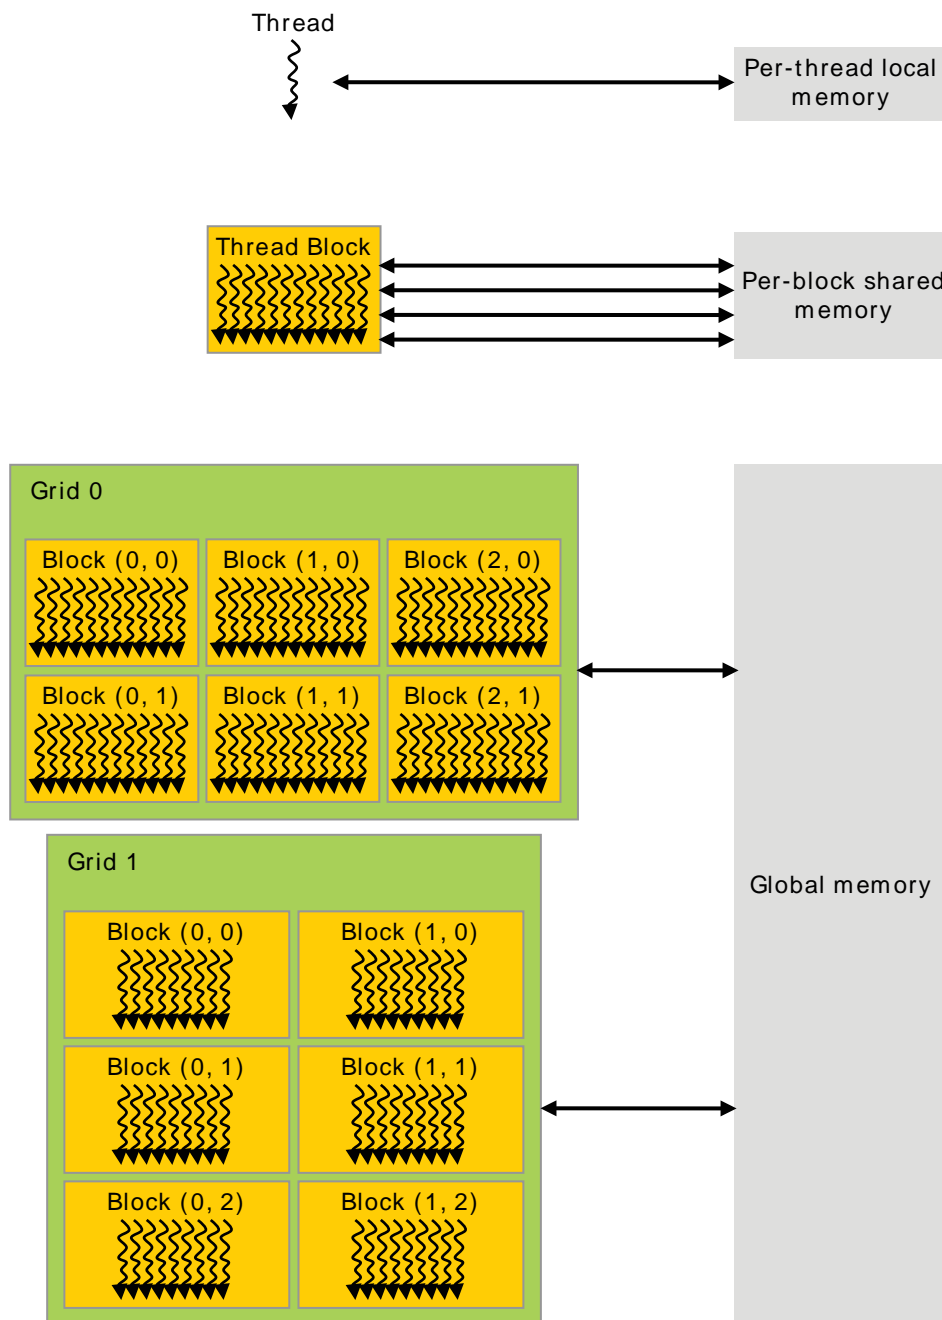 Thread
Per-thread local
memory
Thread Block
Per-block shared
memory
Grid 0
Block (0, 0) Block (1, 0) Block (2, 0)
Block (0, 1) Block (1, 1) Block (2, 1)
Grid 1
Global memory
Block (0, 0) Block (1, 0)
Block (0, 1) Block (1, 1)
Block (0, 2) Block (1, 2)